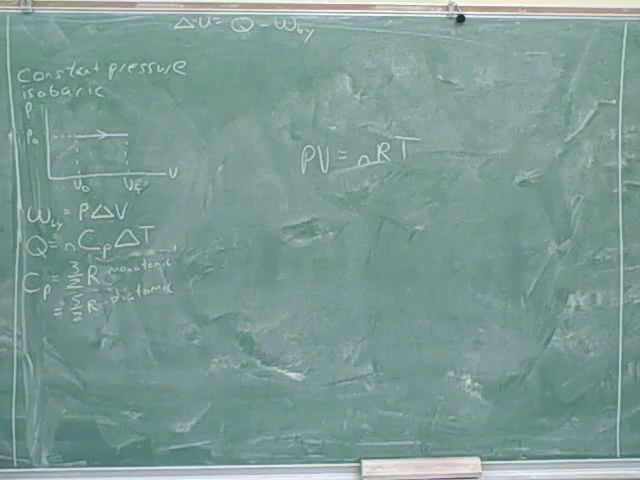 ΔU = Q - W_by
Constant pressure
isobaric
P
P₀
V₀ V_F V
PV = nRT
W_by = PΔV
Q = nC_pΔT
C_p = 3/2 R monatomic
= 5/2 R diatomic